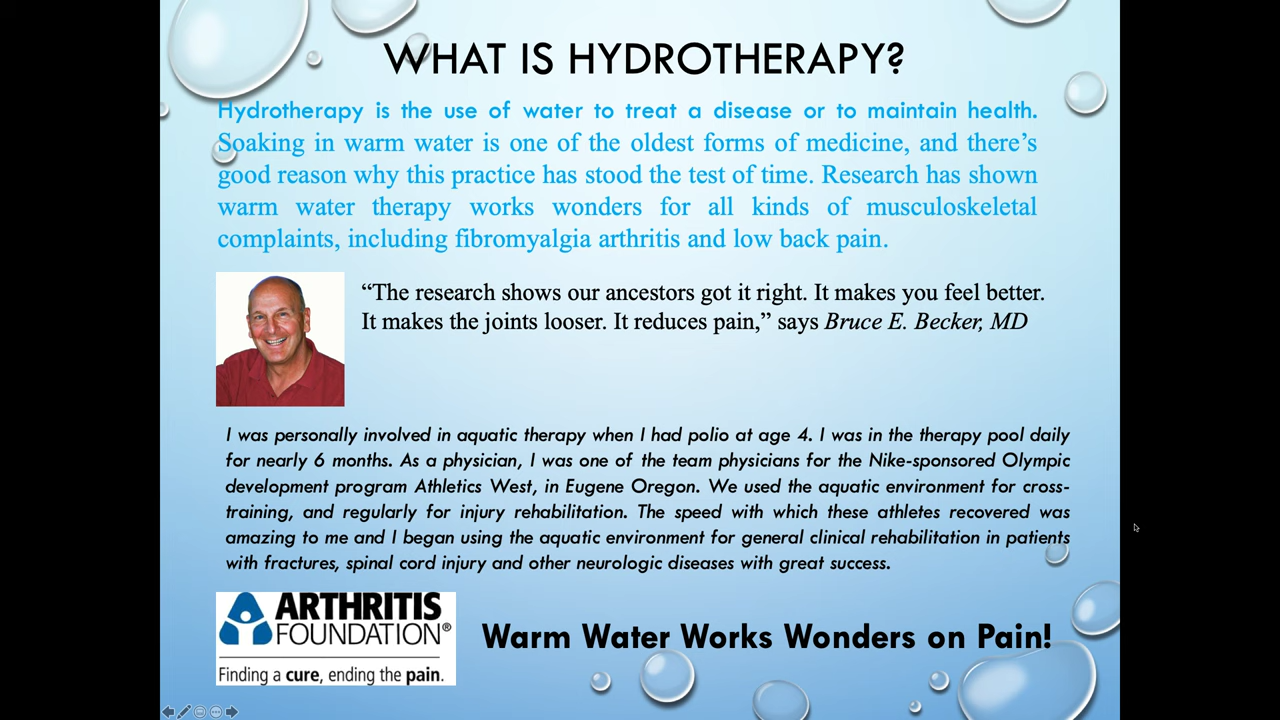 WHAT IS HYDROTHERAPY?
Hydrotherapy is the use of water to treat a disease or to maintain health.
Soaking in warm water is one of the oldest forms of medicine, and there’s
good reason why this practice has stood the test of time. Research has shown
warm water therapy works wonders for all kinds of musculoskeletal
complaints, including fibromyalgia arthritis and low back pain.
“The research shows our ancestors got it right. It makes you feel better.
It makes the joints looser. It reduces pain,” says Bruce E. Becker, MD
I was personally involved in aquatic therapy when I had polio at age 4. I was in the therapy pool daily
for nearly 6 months. As a physician, I was one of the team physicians for the Nike-sponsored Olympic
development program Athletics West, in Eugene Oregon. We used the aquatic environment for cross-
training, and regularly for injury rehabilitation. The speed with which these athletes recovered was
amazing to me and I began using the aquatic environment for general clinical rehabilitation in patients
with fractures, spinal cord injury and other neurologic diseases with great success.
ARTHRITIS
FOUNDATION®
Finding a cure, ending the pain.
Warm Water Works Wonders on Pain!